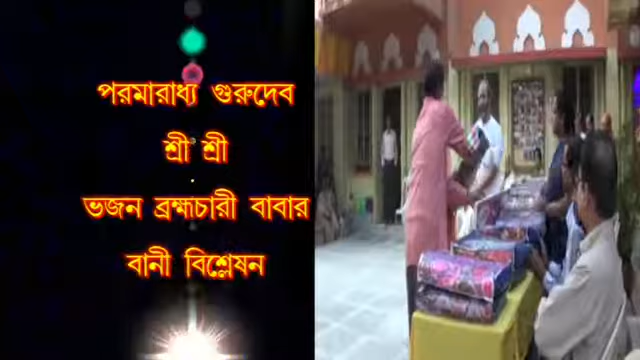 পরমারাধ্য গুরুদেব
শ্রী শ্রী
ভজন ব্রহ্মচারী বাবার
বানী বিশ্লেষন